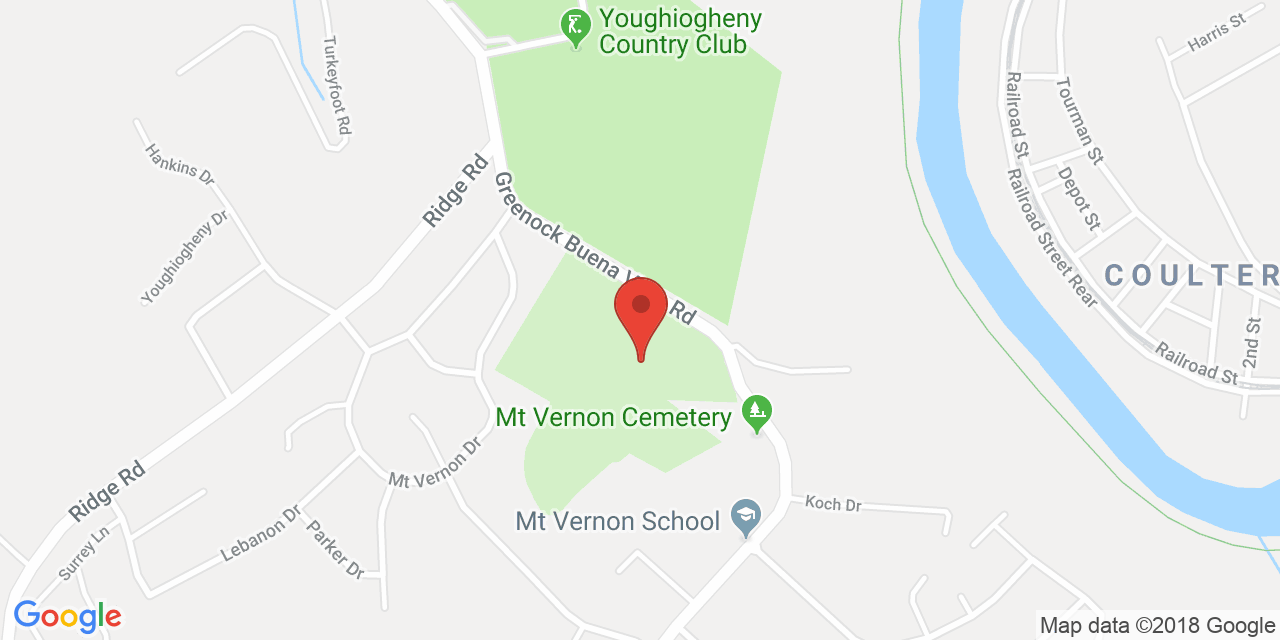 Youghiogheny
Country Club
Harris St
Turkeyfoot Rd
Railroad St
Tourman St
Hankins Dr
Ridge Rd
Depot St
Greenock Buena V
Rd
Railroad Street Rear
Youghiogheny Dr
COULTER
2nd St
Railroad St
Mt Vernon Cemetery
Mt Vernon Dr
Ridge Rd
Koch Dr
Mt Vernon School
Lebanon Dr
Parker Dr
Surrey Ln
Google
Map data ©2018 Google